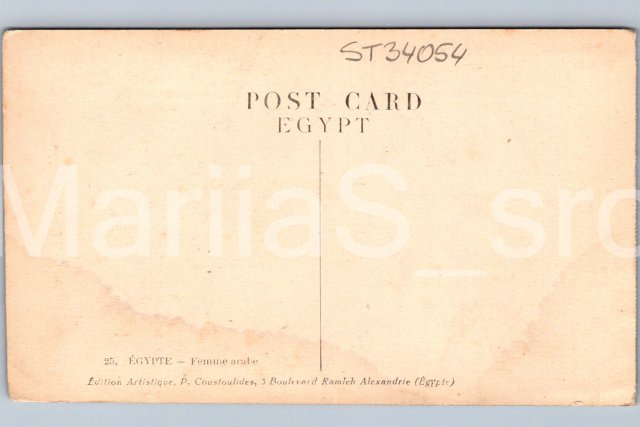 ST34054
POST CARD
EGYPT
MariiaS_sro
25, ÉGYPTE — Femme arabe
Édition Artistique, P. Coustoulides, 3 Boulevard Ramleh Alexandrie (Égypte)